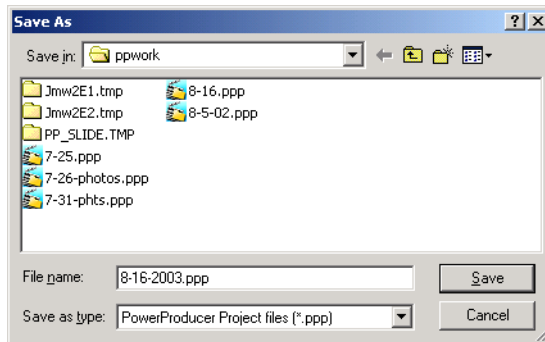 Save As
Save in: ppwork
Jmw2E1.tmp 8-16.ppp
Jmw2E2.tmp 8-5-02.ppp
PP_SLIDE.TMP
7-25.ppp
7-26-photos.ppp
7-31-phts.ppp
File name: 8-16-2003.ppp Save
Save as type: PowerProducer Project files (*.ppp) Cancel